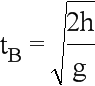 t_B = √(2h/g)